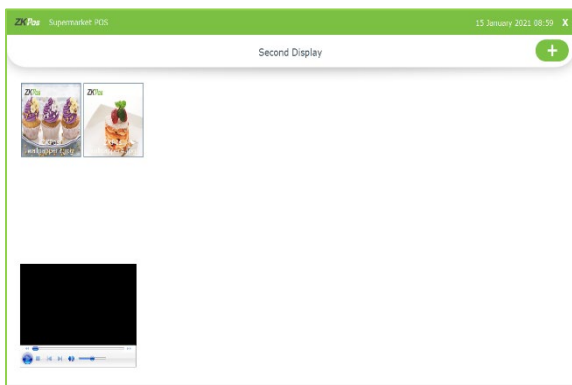 ZKPos Supermarket POS 15 January 2021 08:59 X
Second Display
+
ZKPos ZKPos